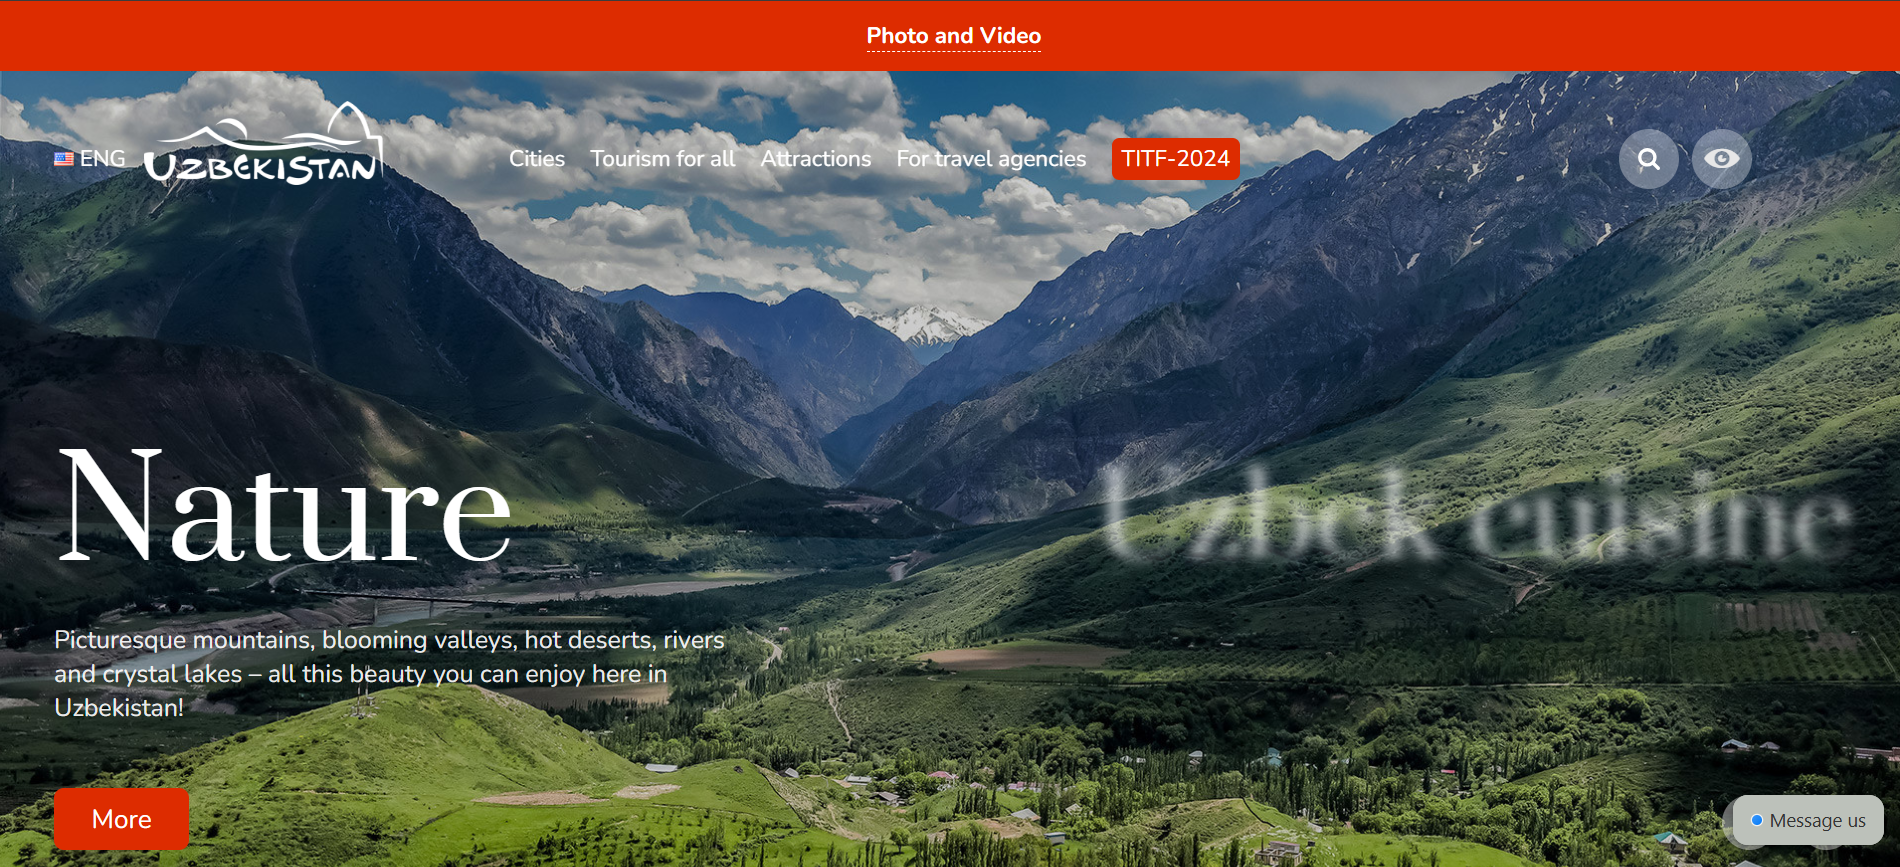 Photo and Video
ENG
UZBEKISTAN
Cities
Tourism for all
Attractions
For travel agencies
TITF-2024
Nature
Uzbek cuisine
Picturesque mountains, blooming valleys, hot deserts, rivers
and crystal lakes – all this beauty you can enjoy here in
Uzbekistan!
More
Message us